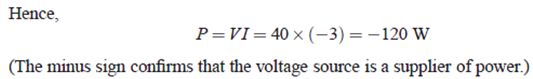 Hence,
P = VI = 40 × (−3) = −120 W
(The minus sign confirms that the voltage source is a supplier of power.)